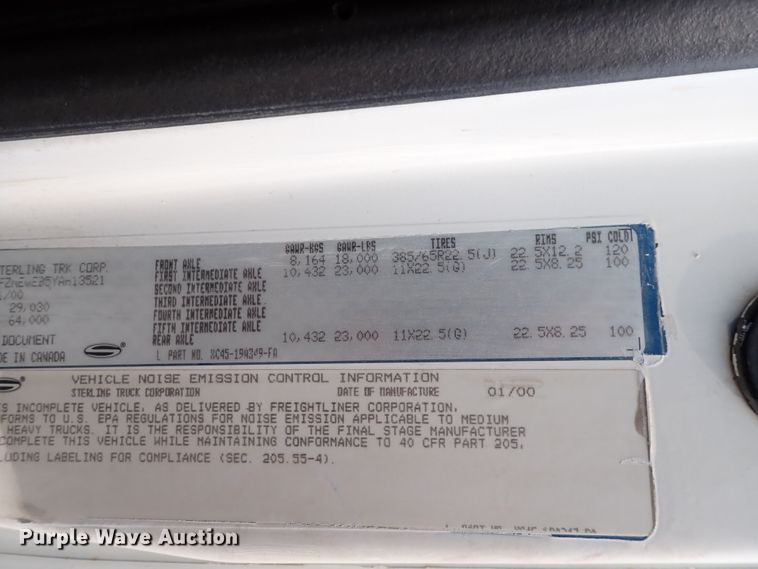 GAWR-KGS GAWR-LBS TIRES RIMS PSI COLD
STERLING TRK CORP. FRONT AXLE 8,164 18,000 385/65R22.5(J) 22.5X12.2 120
FIRST INTERMEDIATE AXLE 10,432 23,000 11X22.5(G) 22.5X8.25 100
SECOND INTERMEDIATE AXLE
/00 THIRD INTERMEDIATE AXLE
29,030 FOURTH INTERMEDIATE AXLE
64,000 FIFTH INTERMEDIATE AXLE
REAR AXLE 10,432 23,000 11X22.5(G) 22.5X8.25 100
DOCUMENT
DE IN CANADA L PART NO.
VEHICLE NOISE EMISSION CONTROL INFORMATION
STERLING TRUCK CORPORATION DATE OF MANUFACTURE 01/00
IS INCOMPLETE VEHICLE, AS DELIVERED BY FREIGHTLINER CORPORATION,
FORMS TO U.S. EPA REGULATIONS FOR NOISE EMISSION APPLICABLE TO MEDIUM
HEAVY TRUCKS. IT IS THE RESPONSIBILITY OF THE FINAL STAGE MANUFACTURER
COMPLETE THIS VEHICLE WHILE MAINTAINING CONFORMANCE TO 40 CFR PART 205,
LUDING LABELING FOR COMPLIANCE (SEC. 205.55-4).
Purple Wave Auction